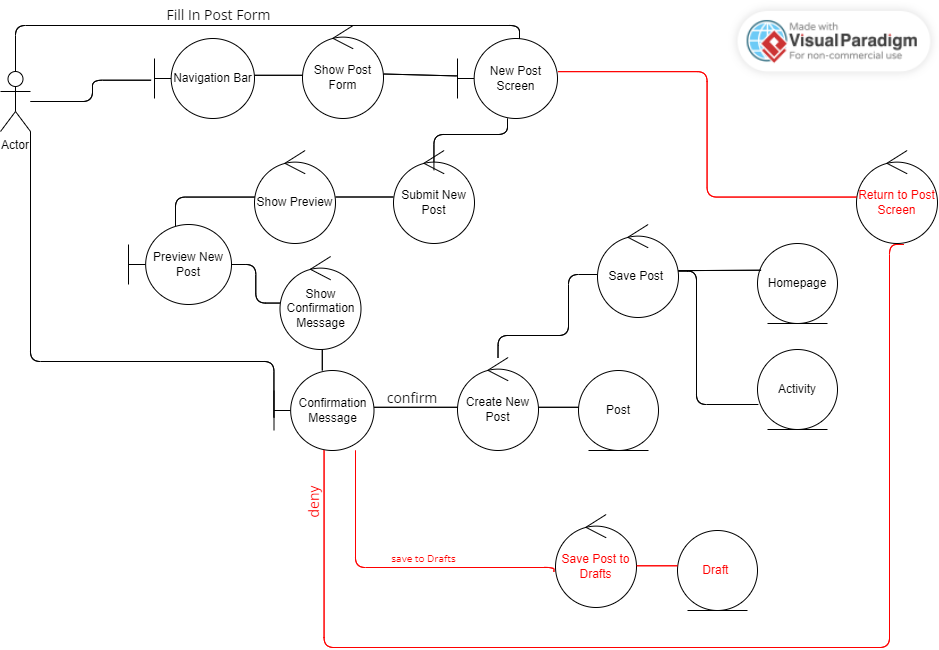 Fill In Post Form
Made with
VisualParadigm
For non-commercial use
Navigation Bar
Show Post
Form
New Post
Screen
Actor
Show Preview
Submit New
Post
Return to Post
Screen
Preview New
Post
Save Post
Homepage
Show
Confirmation
Message
Activity
Confirmation
Message
confirm
Create New
Post
Post
deny
save to Drafts
Save Post to
Drafts
Draft